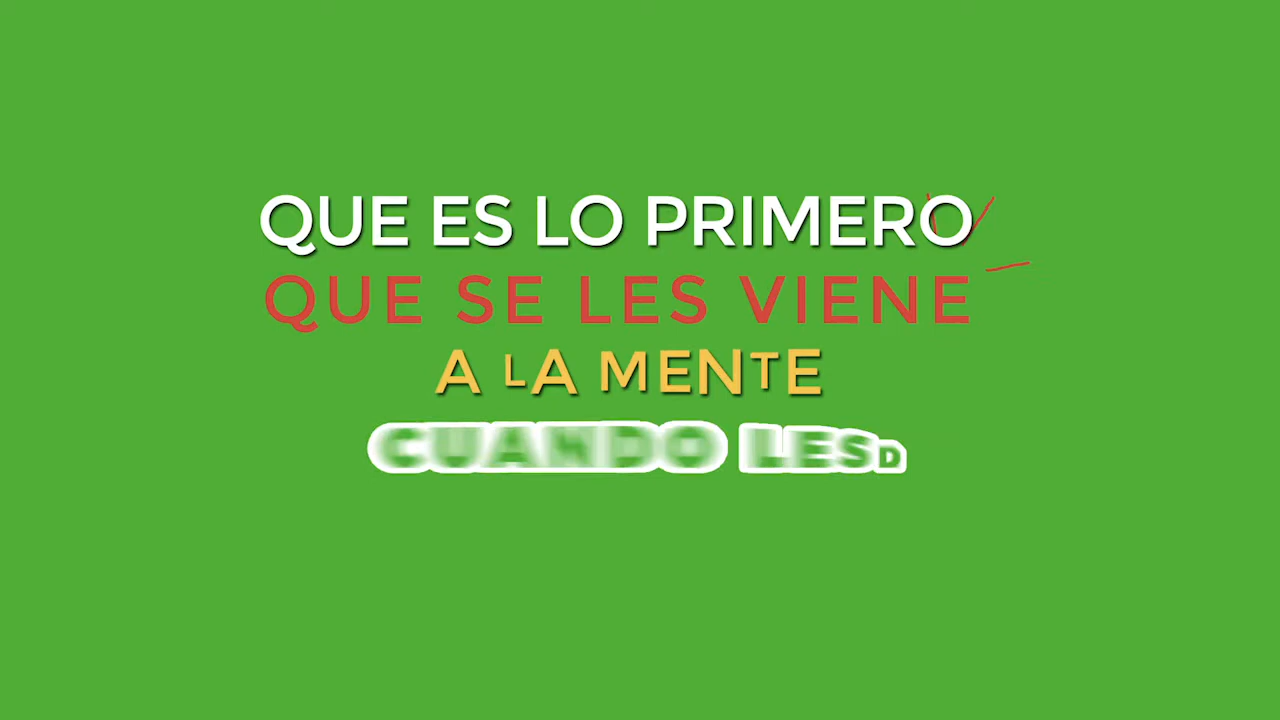 QUE ES LO PRIMERO
QUE SE LES VIENE
A LA MENTE
CUANDO LES D